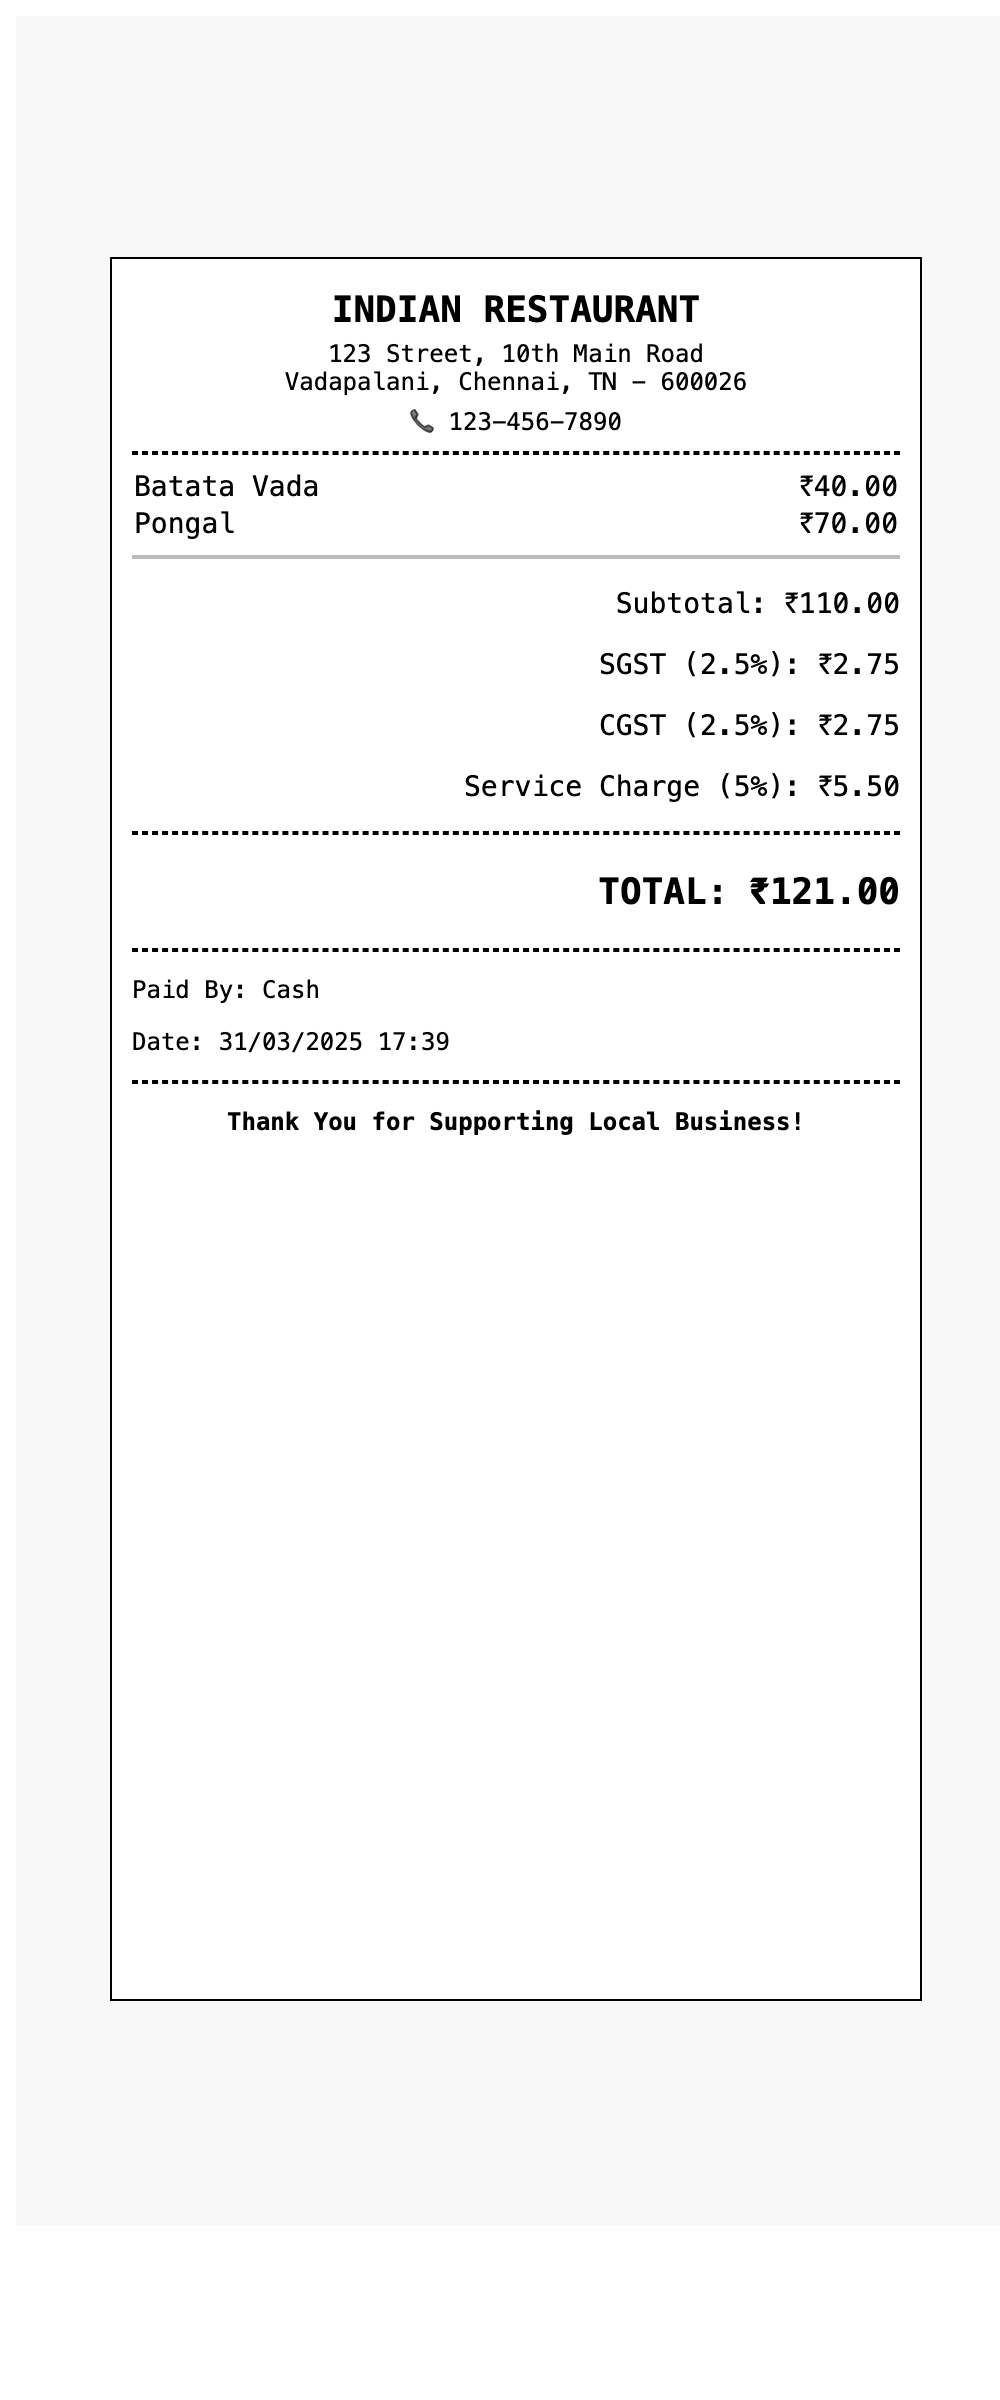 INDIAN RESTAURANT
123 Street, 10th Main Road
Vadapalani, Chennai, TN – 600026
📞 123–456–7890
Batata Vada ₹40.00
Pongal ₹70.00
Subtotal: ₹110.00
SGST (2.5%): ₹2.75
CGST (2.5%): ₹2.75
Service Charge (5%): ₹5.50
TOTAL: ₹121.00
Paid By: Cash
Date: 31/03/2025 17:39
Thank You for Supporting Local Business!